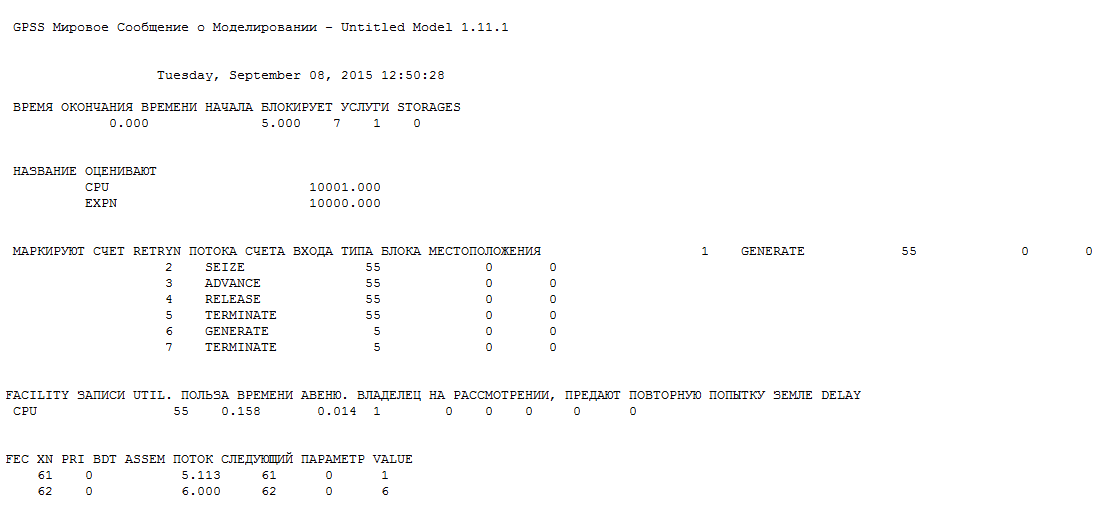 GPSS Мировое Сообщение о Моделировании - Untitled Model 1.11.1
Tuesday, September 08, 2015 12:50:28
ВРЕМЯ ОКОНЧАНИЯ ВРЕМЕНИ НАЧАЛА БЛОКИРУЕТ УСЛУГИ STORAGES
0.000 5.000 7 1 0
НАЗВАНИЕ ОЦЕНИВАЮТ
CPU 10001.000
EXPN 10000.000
МАРКИРУЮТ СЧЕТ RETRYN ПОТОКА СЧЕТА ВХОДА ТИПА БЛОКА МЕСТОПОЛОЖЕНИЯ 1 GENERATE 55 0 0
2 SEIZE 55 0 0
3 ADVANCE 55 0 0
4 RELEASE 55 0 0
5 TERMINATE 55 0 0
6 GENERATE 5 0 0
7 TERMINATE 5 0 0
FACILITY ЗАПИСИ UTIL. ПОЛЬЗА ВРЕМЕНИ АВЕНЮ. ВЛАДЕЛЕЦ НА РАССМОТРЕНИИ, ПРЕДАЮТ ПОВТОРНУЮ ПОПЫТКУ ЗЕМЛЕ DELAY
CPU 55 0.158 0.014 1 0 0 0 0 0
FEC XN PRI BDT ASSEM ПОТОК СЛЕДУЮЩИЙ ПАРАМЕТР VALUE
61 0 5.113 61 0 1
62 0 6.000 62 0 6